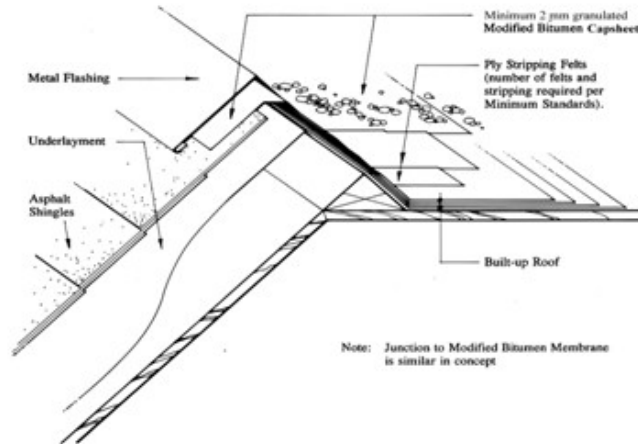 Minimum 2 mm granulated
Modified Bitumen Capsheet
Metal Flashing
Ply Stripping Felts
(number of felts and
stripping required per
Minimum Standards).
Underlayment
Asphalt
Shingles
Built-up Roof
Note: Junction to Modified Bitumen Membrane
is similar in concept